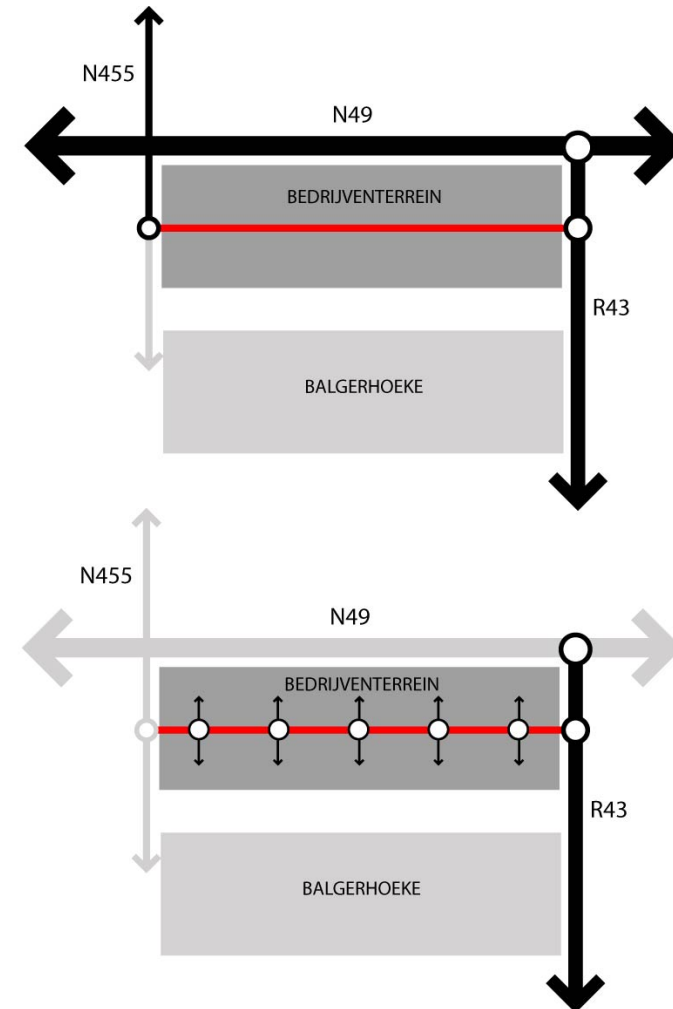 N455
N49
BEDRIJVENTERREIN
R43
BALGERHOEKE
N455
N49
BEDRIJVENTERREIN
R43
BALGERHOEKE